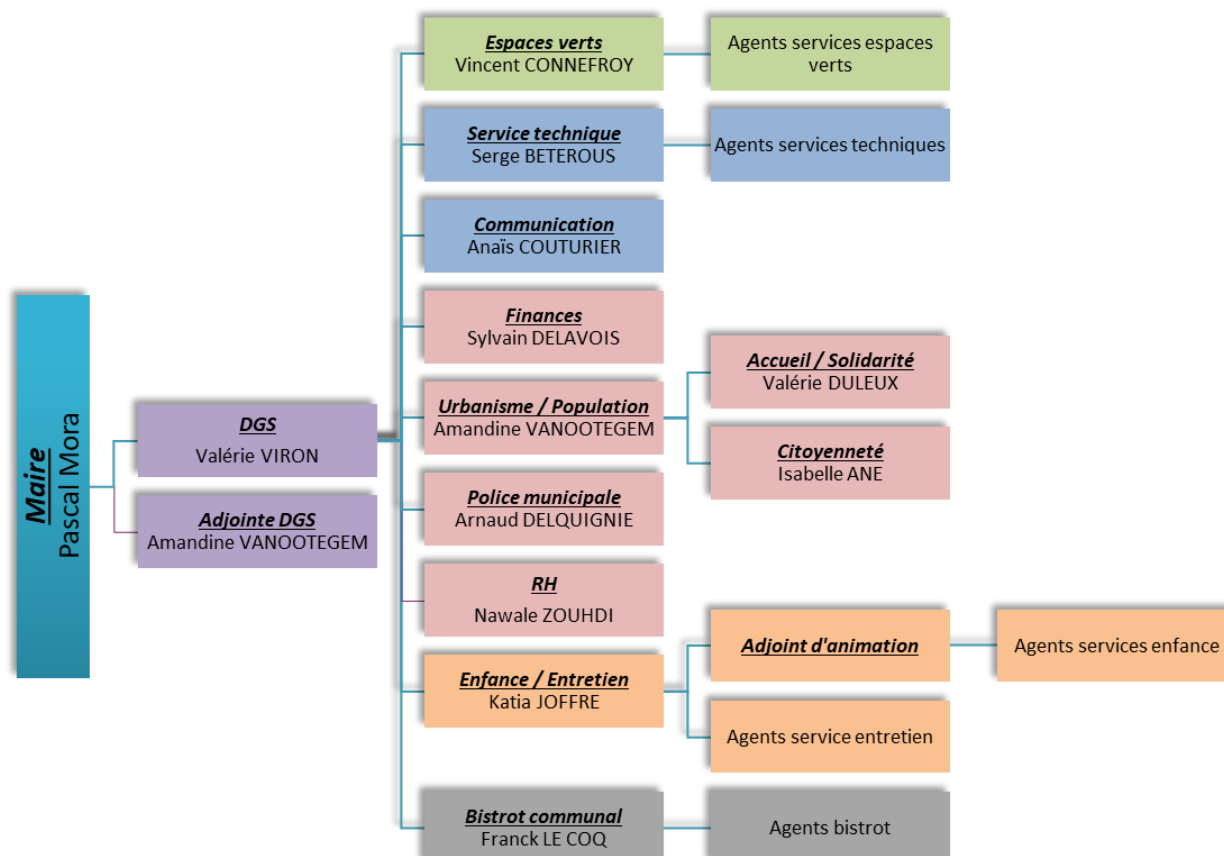 Maire
Pascal Mora
DGS
Valérie VIRON
Adjointe DGS
Amandine VANOOTEGEM
Espaces verts
Vincent CONNEFROY
Agents services espaces
verts
Service technique
Serge BETEROUS
Agents services techniques
Communication
Anaïs COUTURIER
Finances
Sylvain DELAVOIS
Urbanisme / Population
Amandine VANOOTEGEM
Accueil / Solidarité
Valérie DULEUX
Citoyenneté
Isabelle ANE
Police municipale
Arnaud DELQUIGNIE
RH
Nawale ZOUHDI
Enfance / Entretien
Katia JOFFRE
Adjoint d'animation
Agents services enfance
Agents service entretien
Bistrot communal
Franck LE COQ
Agents bistrot